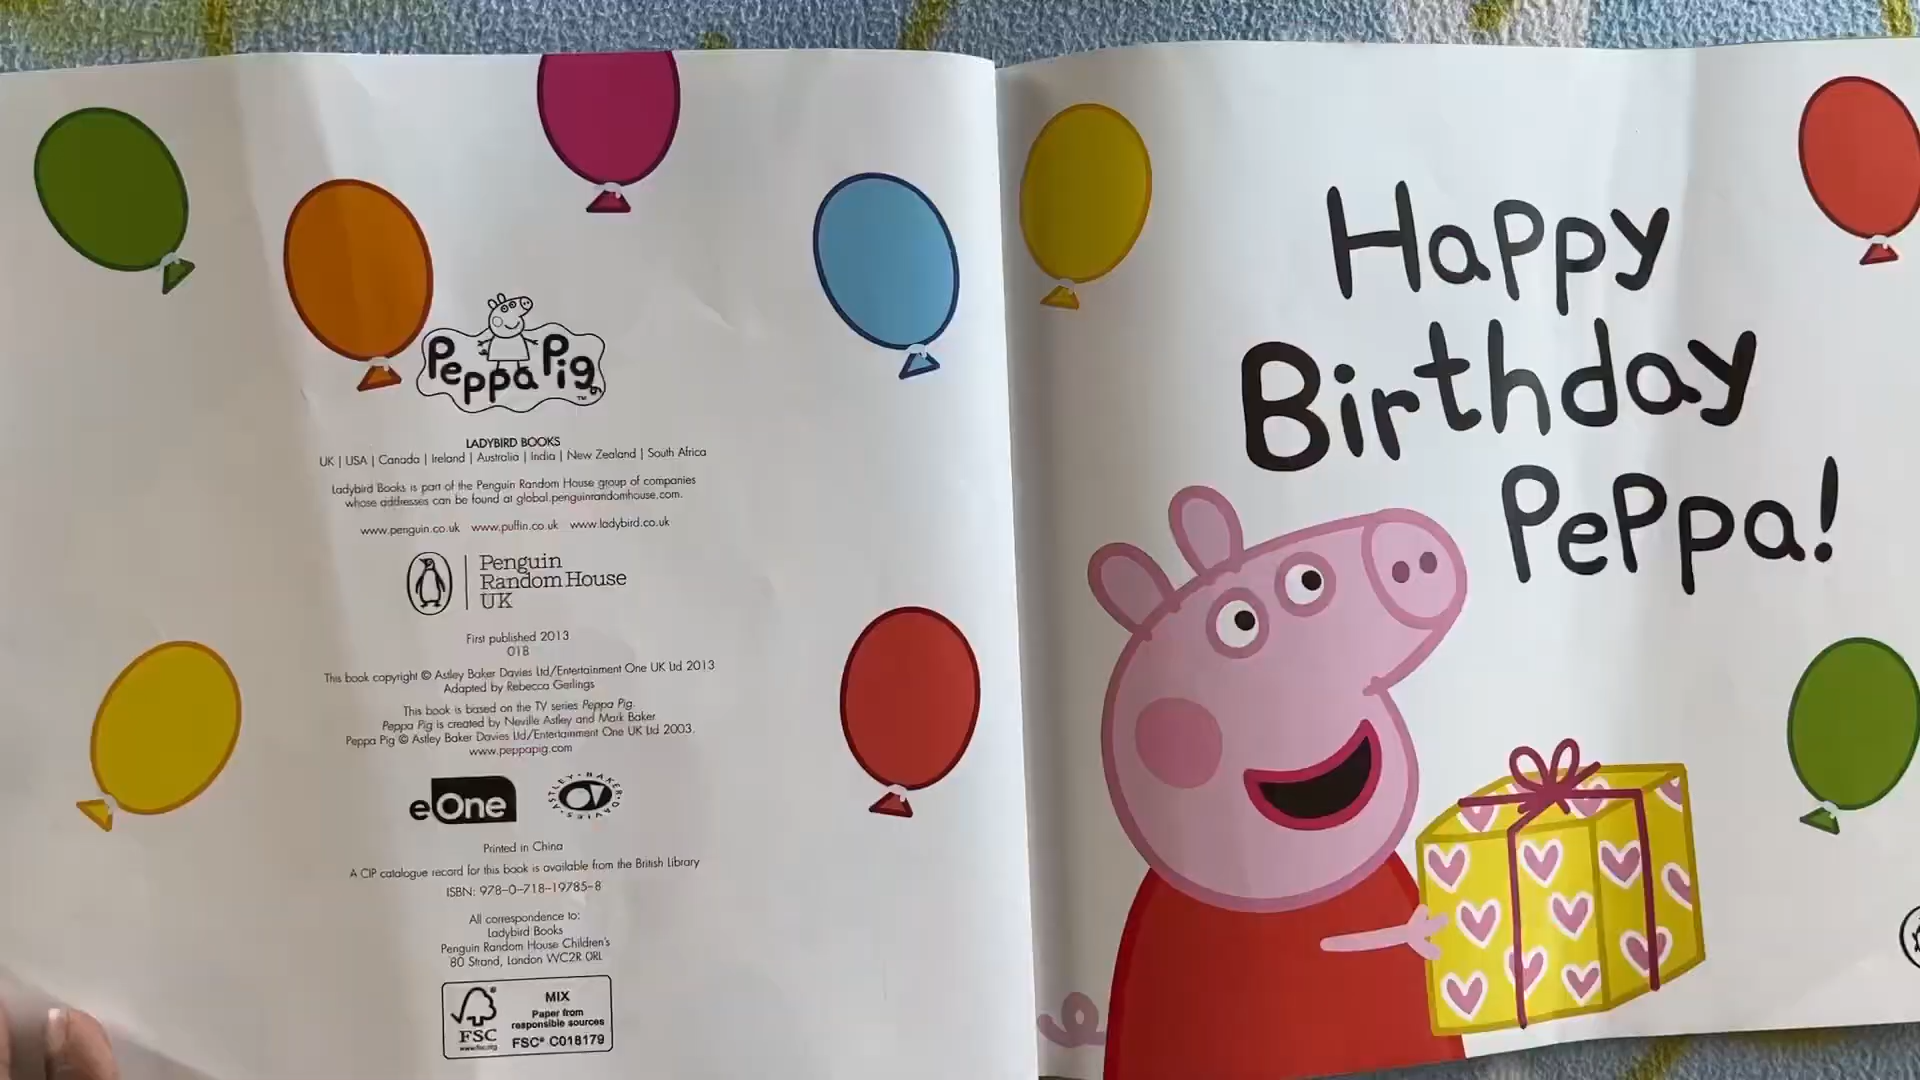 Peppa Pig
TM
LADYBIRD BOOKS
UK | USA | Canada | Ireland | Australia | India | New Zealand | South Africa
Ladybird Books is part of the Penguin Random House group of companies
whose addresses can be found at global.penguinrandomhouse.com.
www.penguin.co.uk www.puffin.co.uk www.ladybird.co.uk
Penguin
Random House
UK
First published 2013
018
This book copyright © Astley Baker Davies Ltd/Entertainment One UK Ltd 2013
Adapted by Rebecca Gerlings
This book is based on the TV series Peppa Pig.
Peppa Pig is created by Neville Astley and Mark Baker.
Peppa Pig © Astley Baker Davies Ltd/Entertainment One UK Ltd 2003.
www.peppapig.com
eOne
ASTLEY·BAKER·DAVIES
Printed in China
A CIP catalogue record for this book is available from the British Library
ISBN: 978-0-718-19785-8
All correspondence to:
Ladybird Books
Penguin Random House Children's
80 Strand, London WC2R 0RL
FSC®
www.fsc.org
MIX
Paper from
responsible sources
FSC® C018179
Happy
Birthday
Peppa!